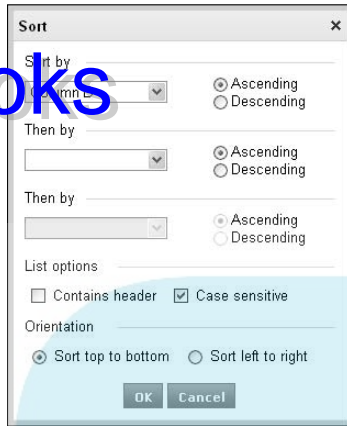 Sort ×
Sort by
oks
Column B
Ascending
Descending
Then by
Ascending
Descending
Then by
Ascending
Descending
List options
Contains header Case sensitive
Orientation
Sort top to bottom Sort left to right
OK Cancel